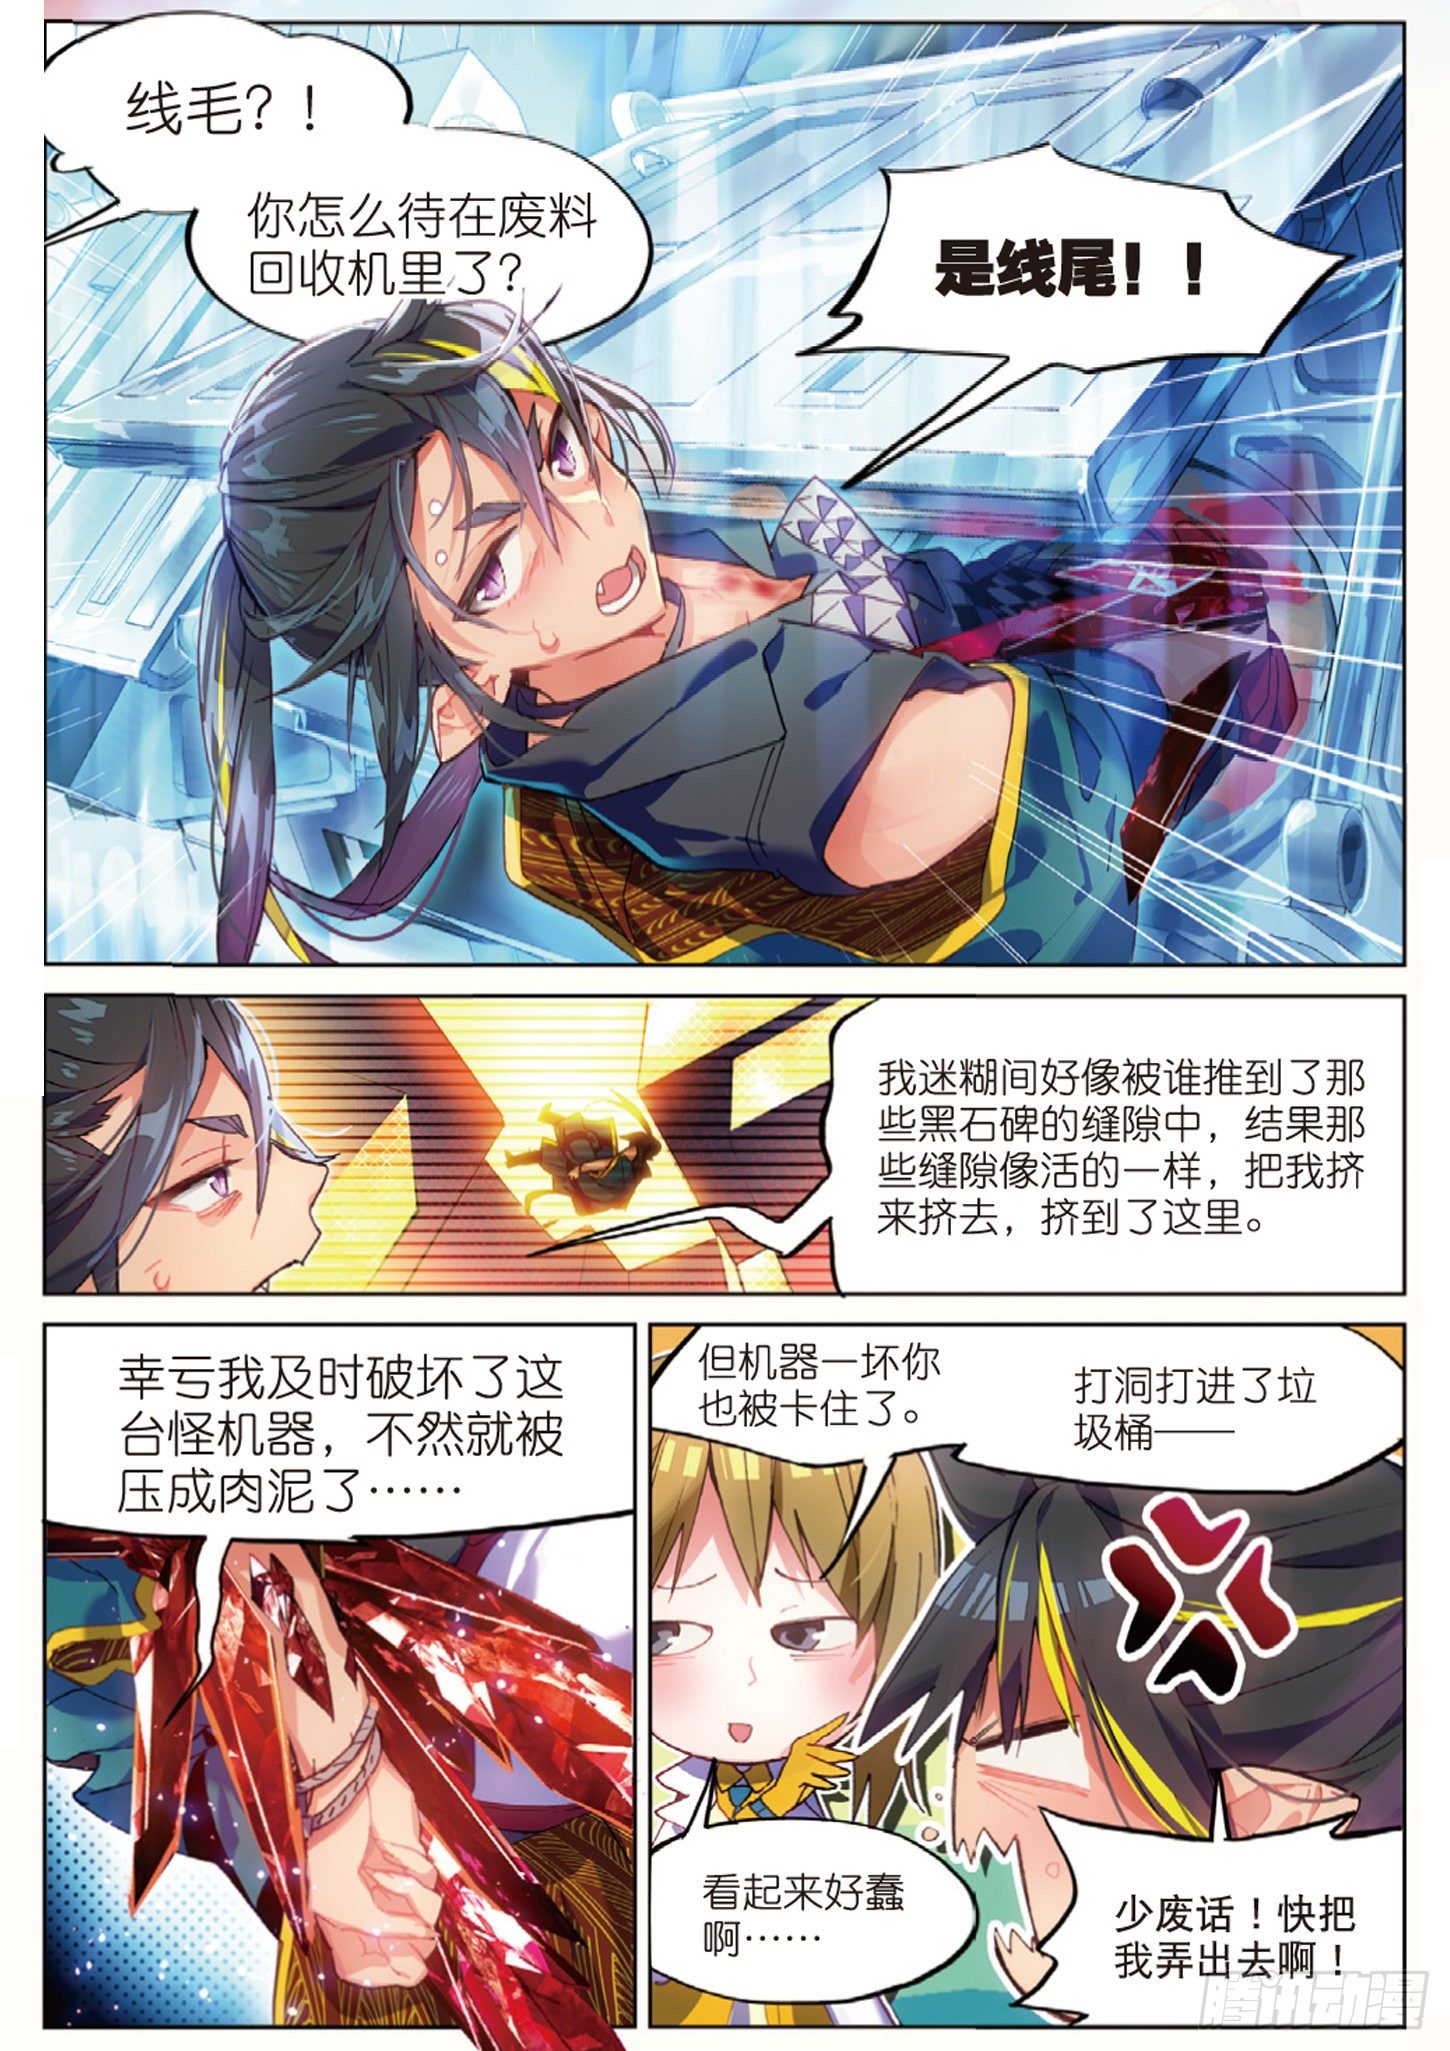 线毛？！
你怎么待在废料
回收机里了？
是线尾！！
我迷糊间好像被谁推到了那
些黑石碑的缝隙中，结果那
些缝隙像活的一样，把我挤
来挤去，挤到了这里。
幸亏我及时破坏了这
台怪机器，不然就被
压成肉泥了……
但机器一坏你
也被卡住了。
打洞打进了垃
圾桶——
看起来好蠢
啊……
少废话！快把
我弄出去啊！
腾讯动漫